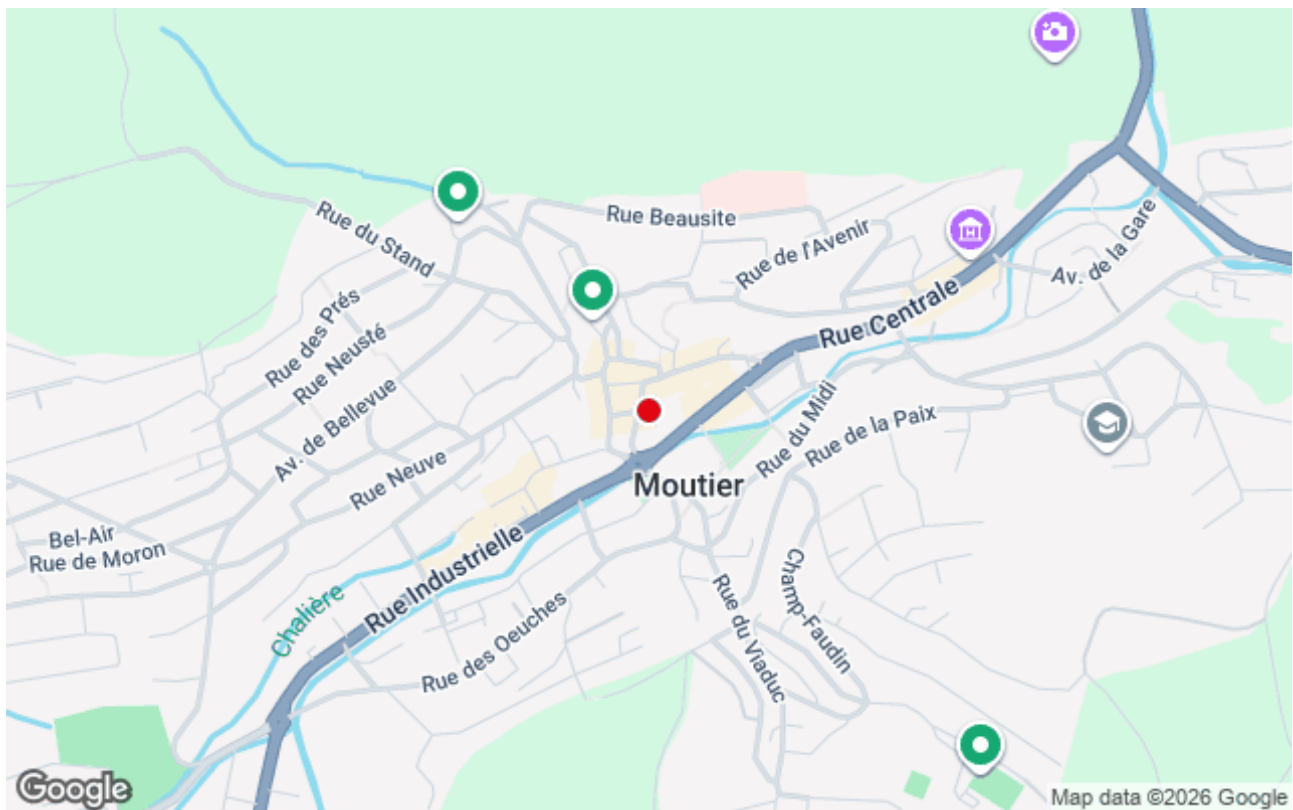 Rue du Stand
Rue Beausite
Rue de l'Avenir
Av. de la Gare
Rue Centrale
Rue des Prés
Rue Neusté
Av. de Bellevue
Rue Neuve
Rue du Midi
Rue de la Paix
Moutier
Bel-Air
Rue de Moron
Rue Industrielle
Chalière
Rue des Oeuches
Rue du Viaduc
Champ-Faudin
Google
Map data ©2026 Google